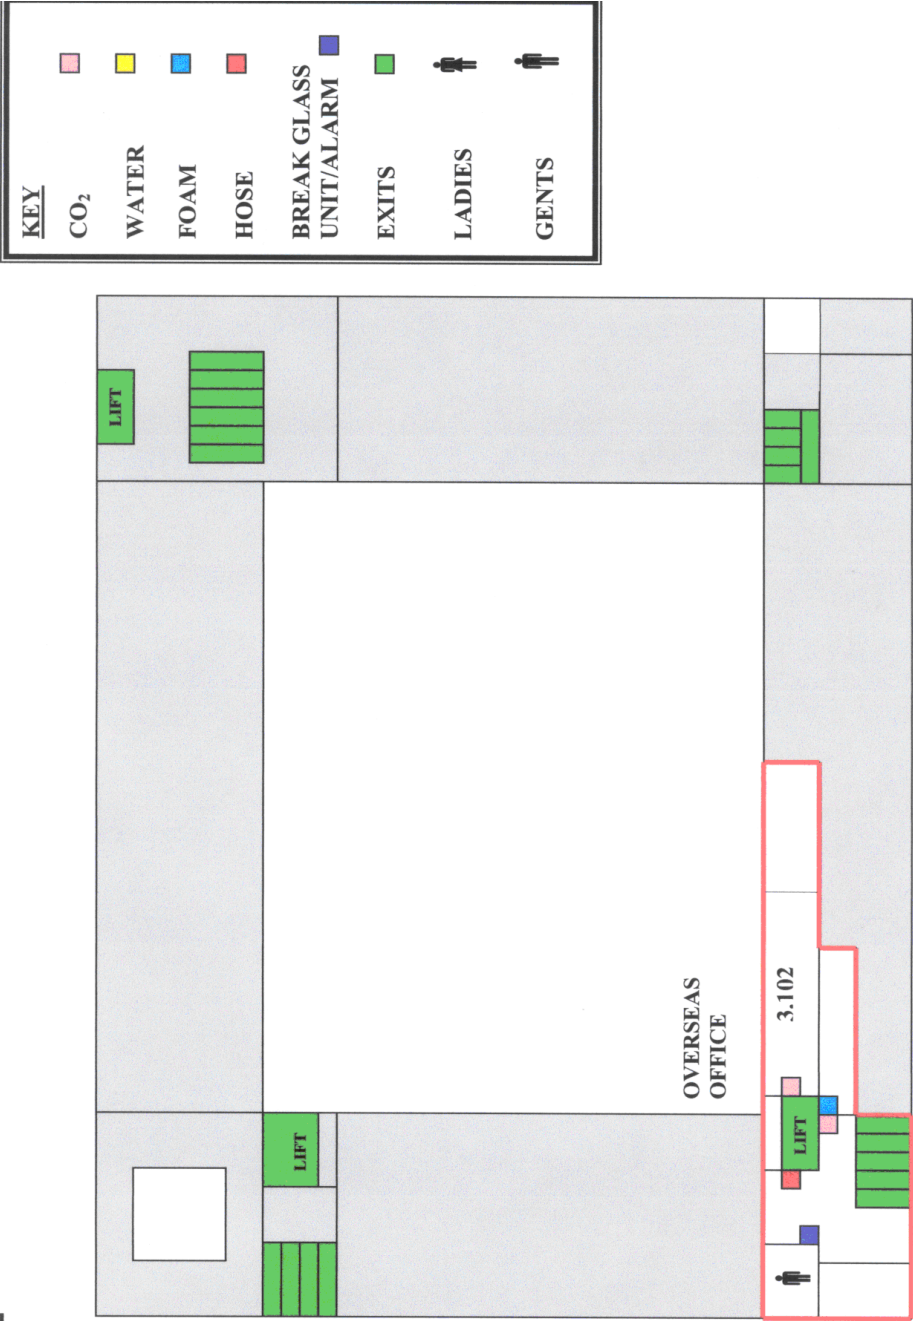 KEY
CO₂
WATER
FOAM
HOSE
BREAK GLASS
UNIT/ALARM
EXITS
LADIES
GENTS
LIFT
LIFT
OVERSEAS
OFFICE
3.102
LIFT